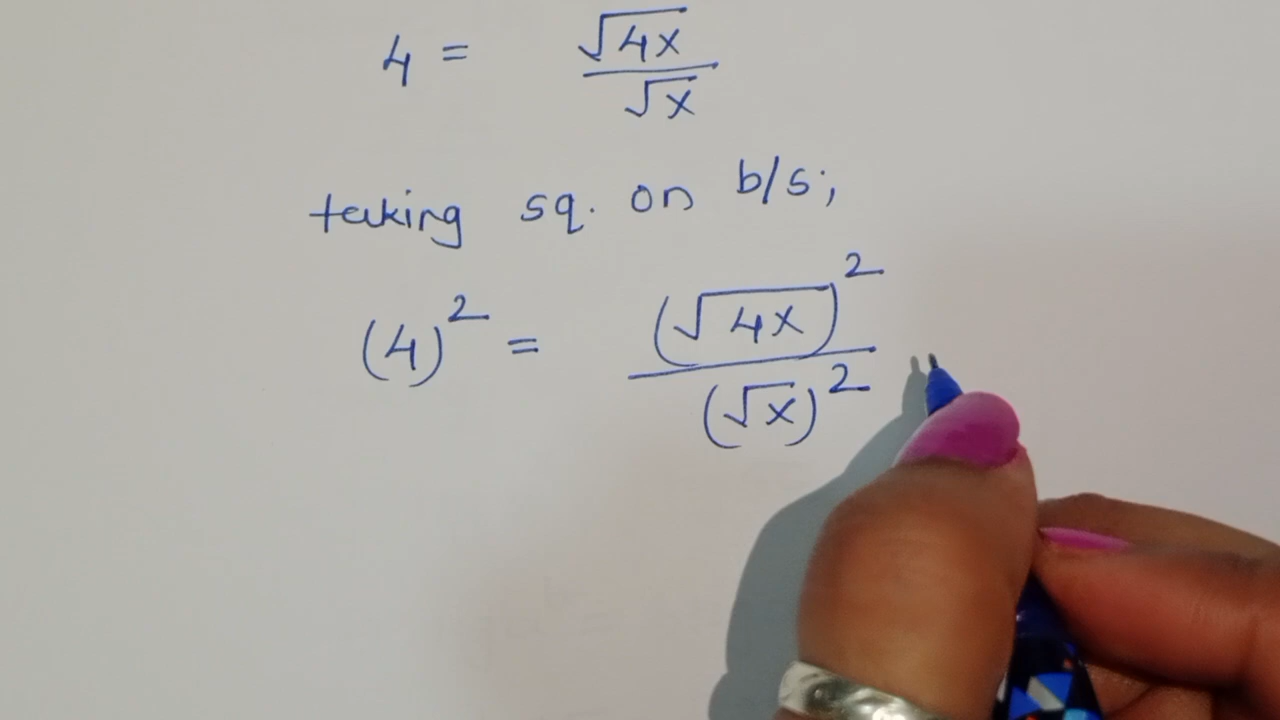 4 = √4x / √x
taking sq. on b/s;
(4)² = (√4x)² / (√x)²